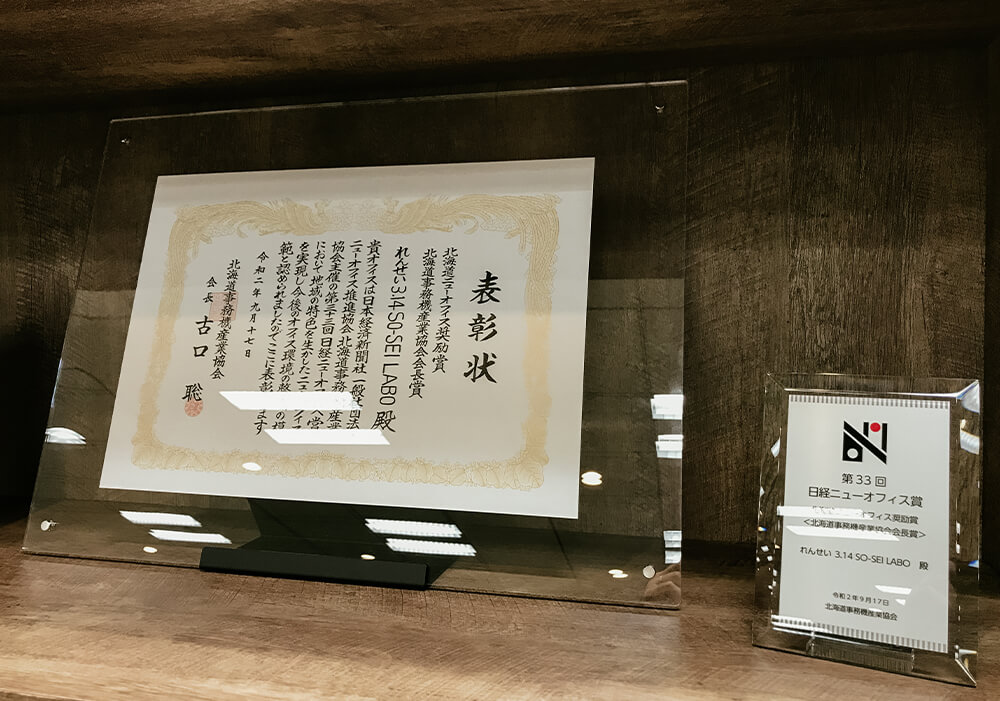 表彰状
北海道ニューオフィス奨励賞
北海道事務機産業協会会長賞
れんせい3.14 SO-SEI LABO 殿
貴オフィスは日本経済新聞社 一般社団法
ニューオフィス推進協会 北海道事務 産業
協会主催の第三十三回日経ニューオフ
において地域の特色を生かしたニュ
を実現し今後のオフィス環境の整
範と認められましたのでここに表彰 ます
令和二年九月十七日
北海道事務機産業協会
会長 古口 聡
第33回
日経ニューオフィス賞
オフィス奨励賞
<北海道事務機産業協会会長賞>
れんせい 3.14 SO-SEI LABO 殿
令和2年9月17日
北海道事務機産業協会